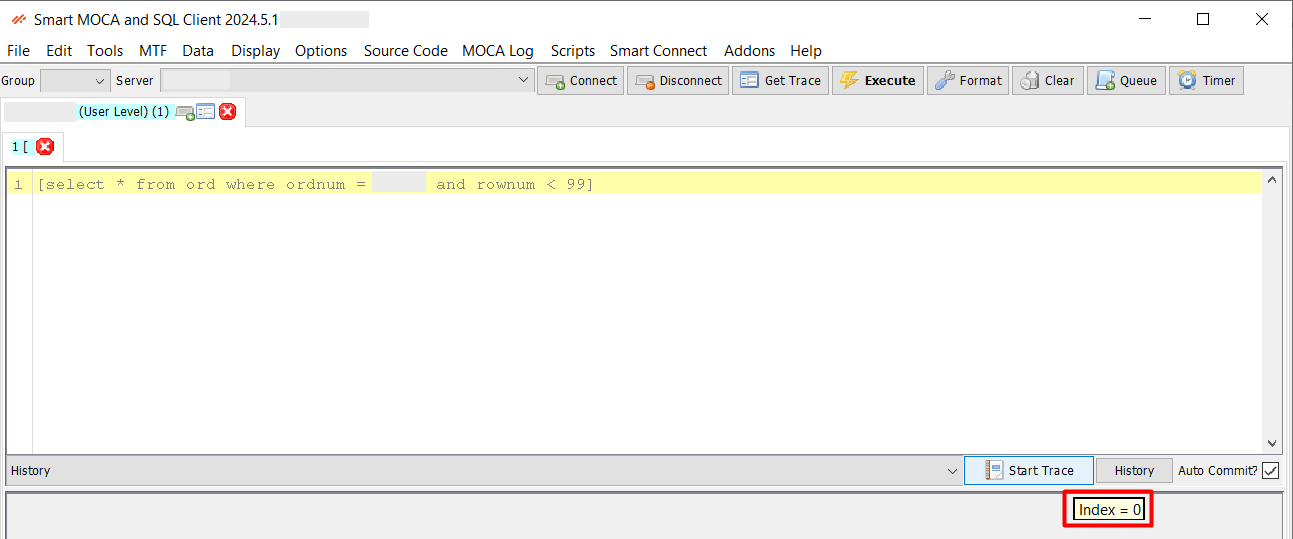 Smart MOCA and SQL Client 2024.5.1
File Edit Tools MTF Data Display Options Source Code MOCA Log Scripts Smart Connect Addons Help
Group Server Connect Disconnect Get Trace Execute Format Clear Queue Timer
(User Level) (1)
1 [
1 [select * from ord where ordnum = and rownum < 99]
History Start Trace History Auto Commit?
Index = 0